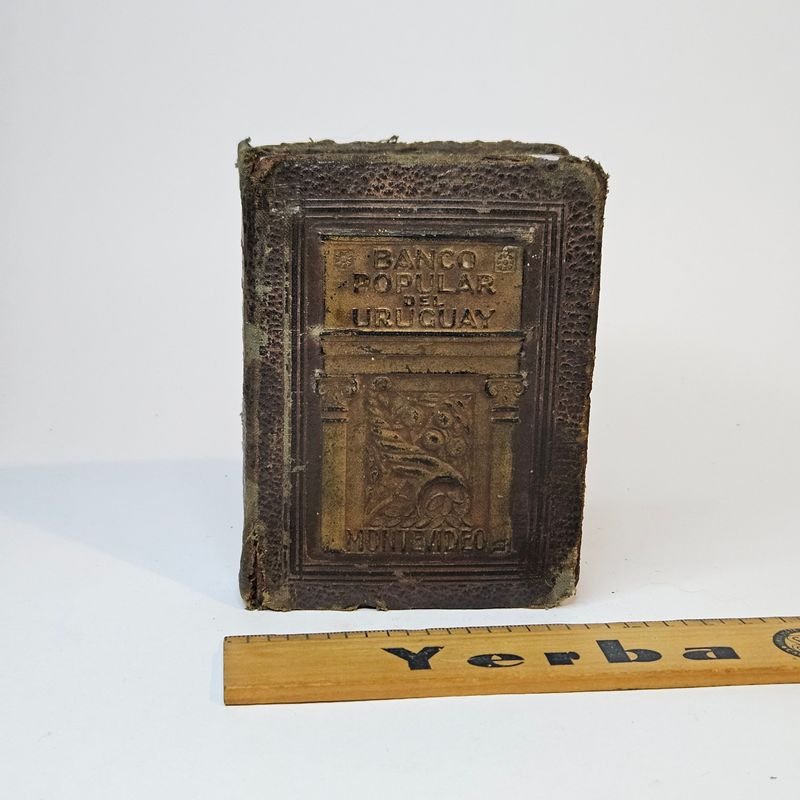 BANCO
POPULAR
DEL
URUGUAY
MONTEVIDEO
Yerba